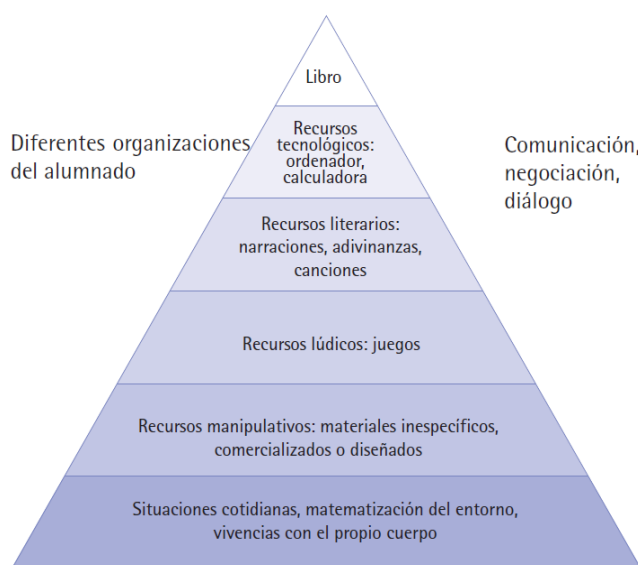 Libro
Recursos
tecnológicos:
ordenador,
calculadora
Diferentes organizaciones
del alumnado
Comunicación,
negociación,
diálogo
Recursos literarios:
narraciones, adivinanzas,
canciones
Recursos lúdicos: juegos
Recursos manipulativos: materiales inespecíficos,
comercializados o diseñados
Situaciones cotidianas, matematización del entorno,
vivencias con el propio cuerpo